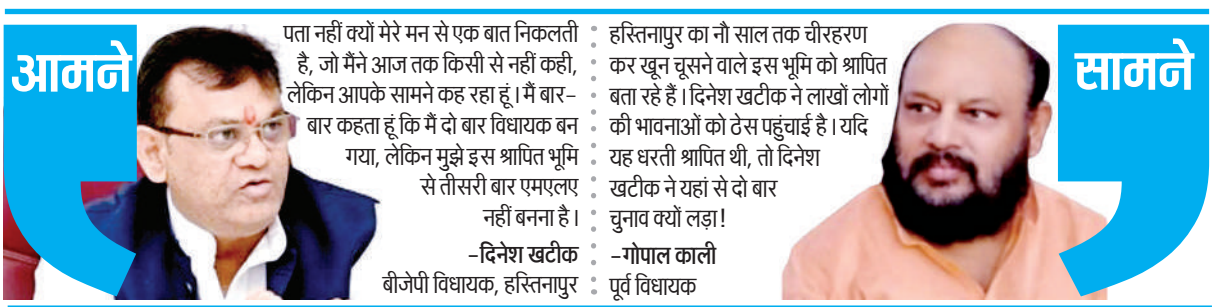 आमने
पता नहीं क्यों मेरे मन से एक बात निकलती
है, जो मैंने आज तक किसी से नहीं कही,
लेकिन आपके सामने कह रहा हूं। मैं बार-
बार कहता हूं कि मैं दो बार विधायक बन
गया, लेकिन मुझे इस श्रापित भूमि
से तीसरी बार एमएलए
नहीं बनना है।
-दिनेश खटीक
बीजेपी विधायक, हस्तिनापुर
हस्तिनापुर का नौ साल तक चीरहरण
कर खून चूसने वाले इस भूमि को श्रापित
बता रहे हैं। दिनेश खटीक ने लाखों लोगों
की भावनाओं को ठेस पहुंचाई है। यदि
यह धरती श्रापित थी, तो दिनेश
खटीक ने यहां से दो बार
चुनाव क्यों लड़ा!
-गोपाल काली
पूर्व विधायक
सामने